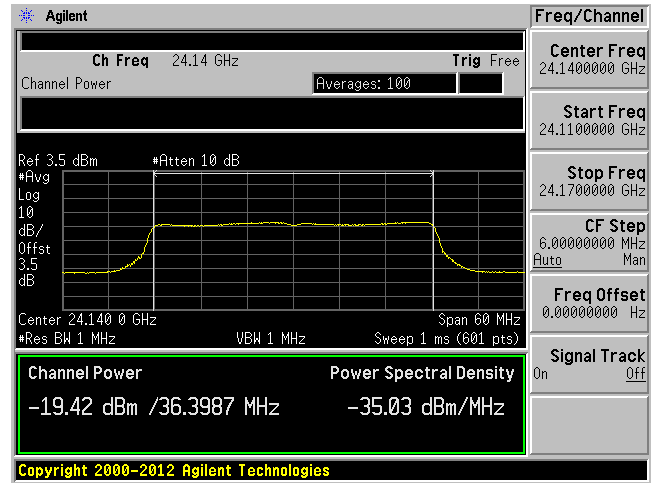 Agilent
Freq/Channel
Ch Freq 24.14 GHz Trig Free
Channel Power Averages: 100
Center Freq
24.1400000 GHz
Start Freq
24.1100000 GHz
Stop Freq
24.1700000 GHz
CF Step
6.00000000 MHz
Auto Man
Freq Offset
0.00000000 Hz
Signal Track
On Off
Ref 3.5 dBm #Atten 10 dB
#Avg
Log
10
dB/
Offst
3.5
dB
Center 24.140 0 GHz Span 60 MHz
#Res BW 1 MHz VBW 1 MHz Sweep 1 ms (601 pts)
Channel Power Power Spectral Density
-19.42 dBm /36.3987 MHz -35.03 dBm/MHz
Copyright 2000-2012 Agilent Technologies